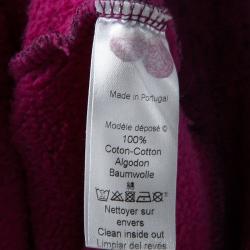 Made in Portugal
Modèle déposé ©
100%
Coton-Cotton
Algodon
Baumwolle
Nettoyer sur
envers
Clean inside out
Limpiar del revés